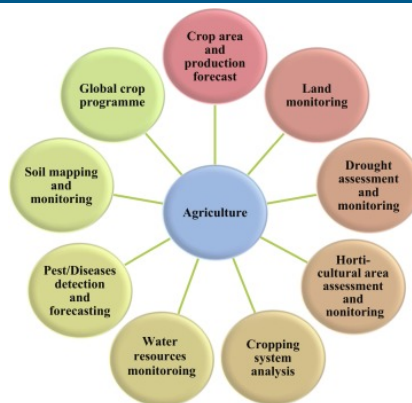 Crop area
and
production
forecast
Land
monitoring
Drought
assessment
and
monitoring
Horti-
cultural area
assessment
and
monitoring
Cropping
system
analysis
Water
resources
monitoroing
Pest/Diseases
detection
and
forecasting
Soil mapping
and
monitoring
Global crop
programme
Agriculture